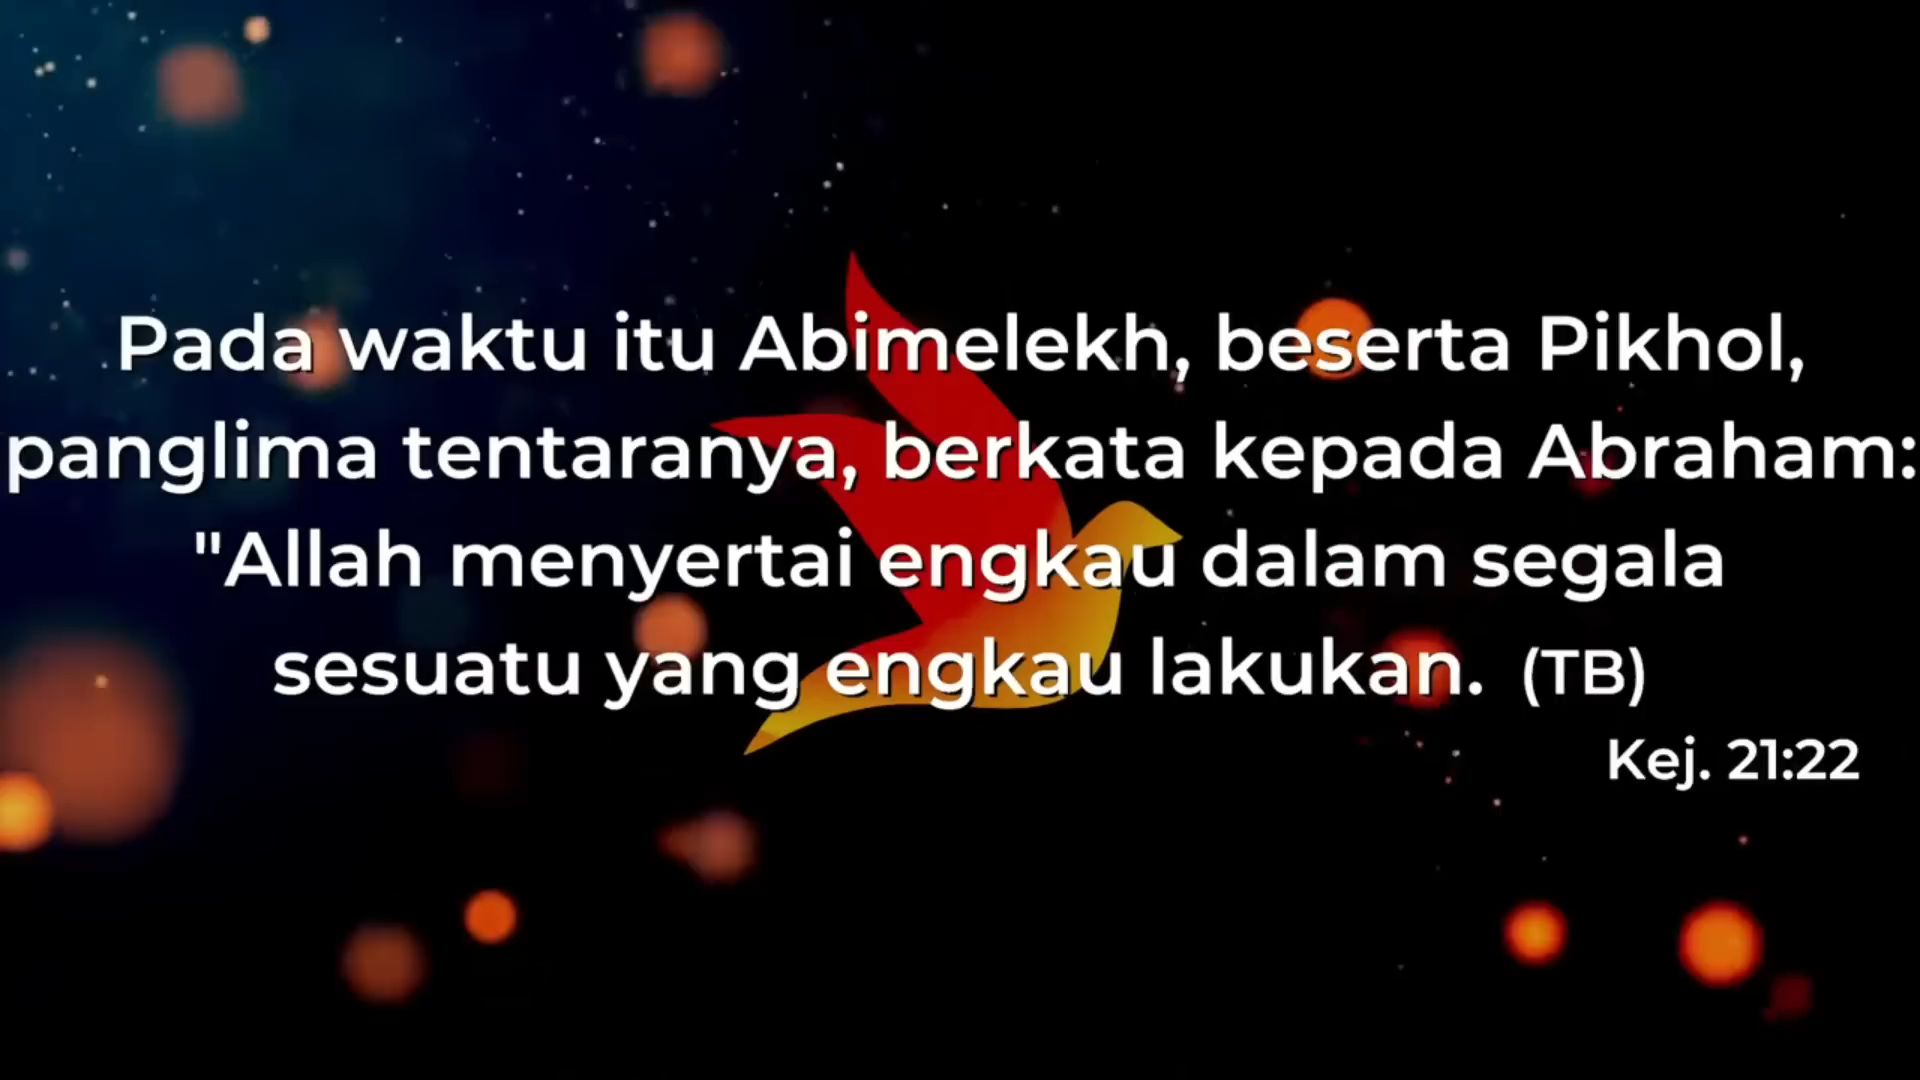 Pada waktu itu Abimelekh, beserta Pikhol,
panglima tentaranya, berkata kepada Abraham:
"Allah menyertai engkau dalam segala
sesuatu yang engkau lakukan. (TB)
Kej. 21:22